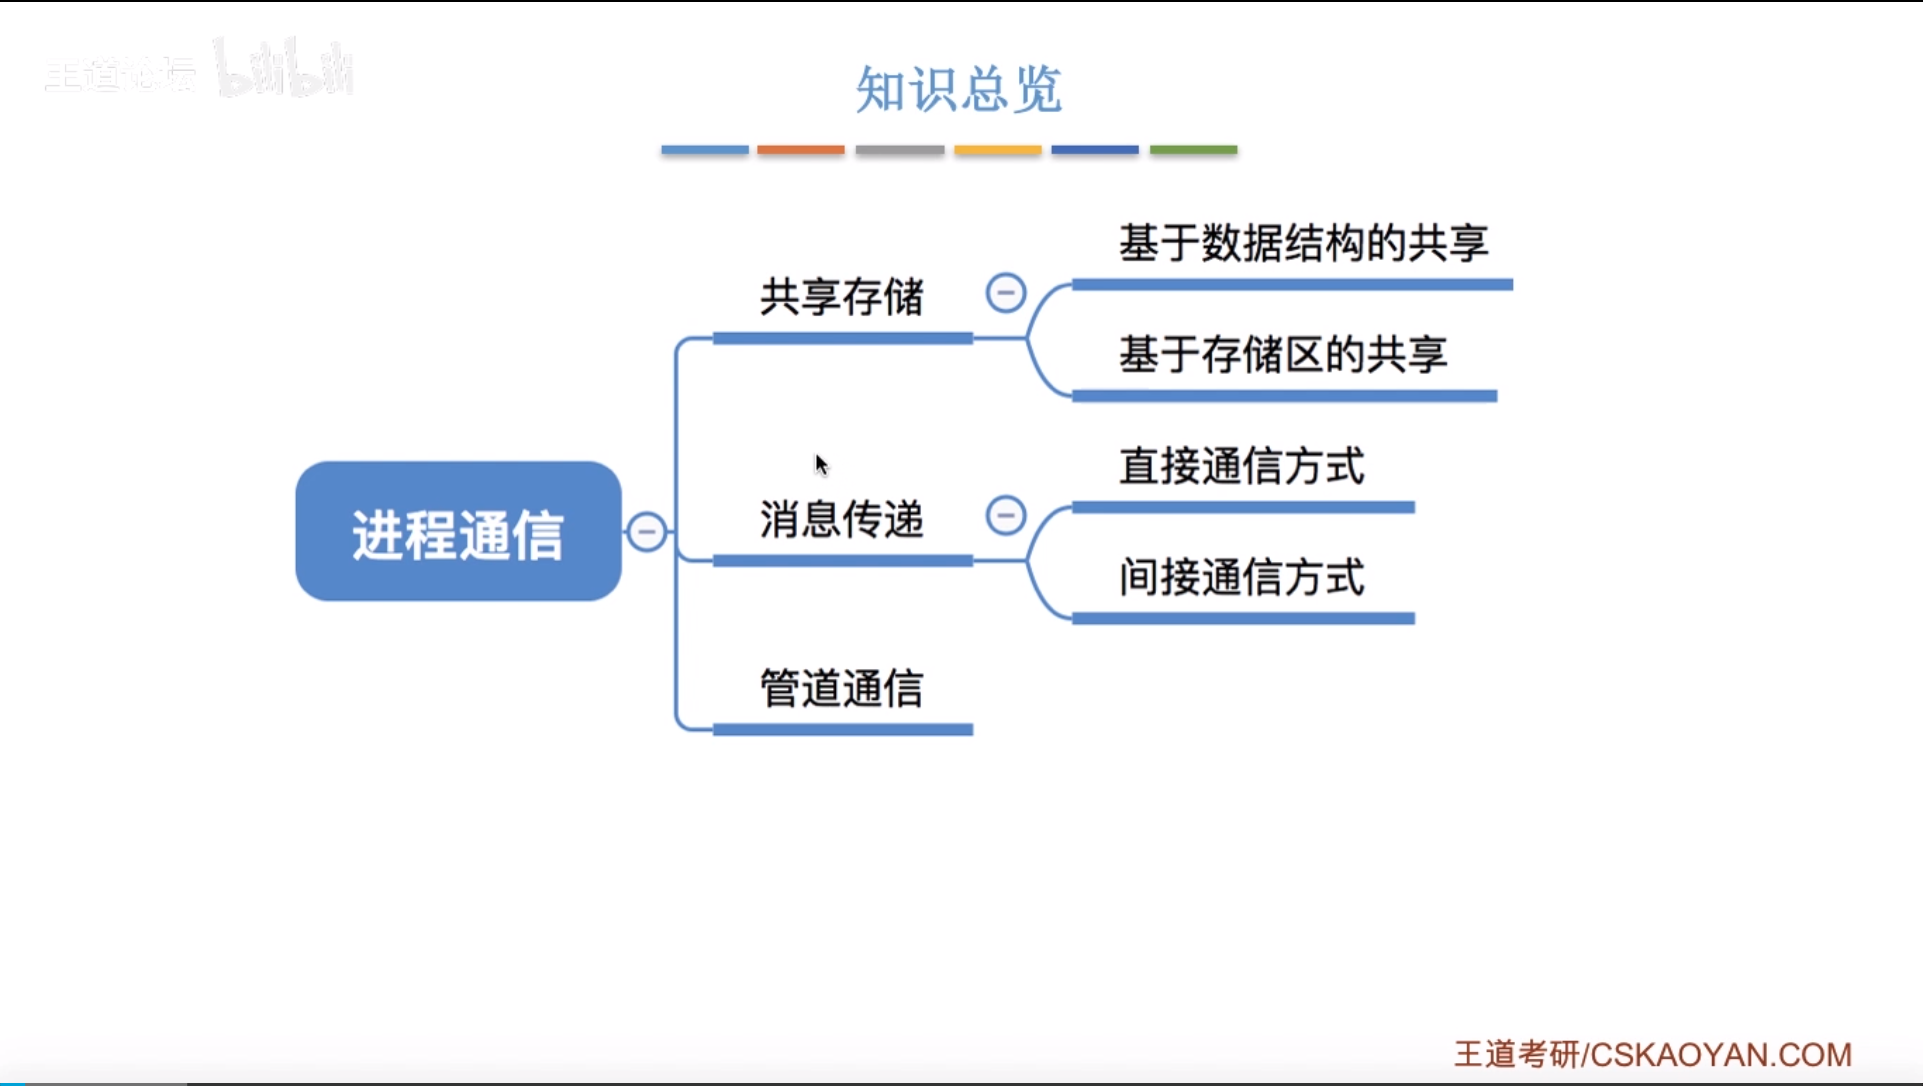 王道论坛 bilibili
知识总览
基于数据结构的共享
共享存储
基于存储区的共享
直接通信方式
消息传递
进程通信
间接通信方式
管道通信
王道考研/CSKAOYAN.COM